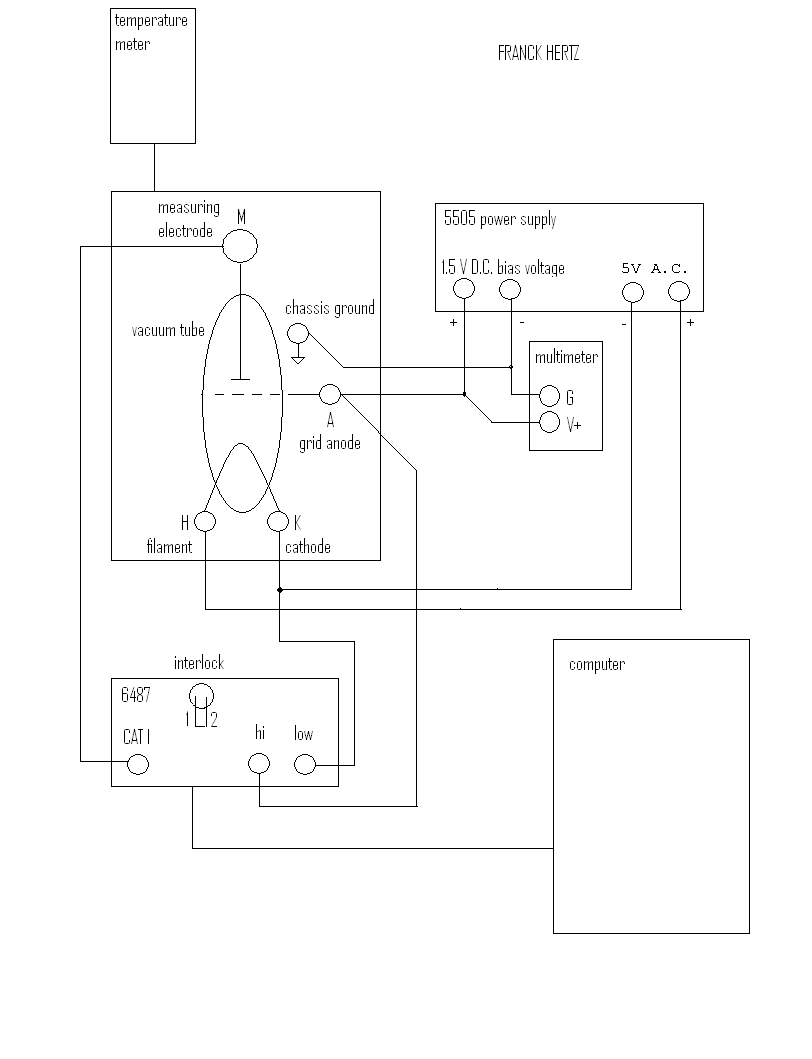 temperature
meter
FRANCK HERTZ
measuring
electrode
M
5505 power supply
1.5 V D.C. bias voltage
5V A.C.
+
-
-
+
chassis ground
vacuum tube
multimeter
G
V+
A
grid anode
H
K
filament
cathode
interlock
6487
1
2
CAT I
hi
low
computer